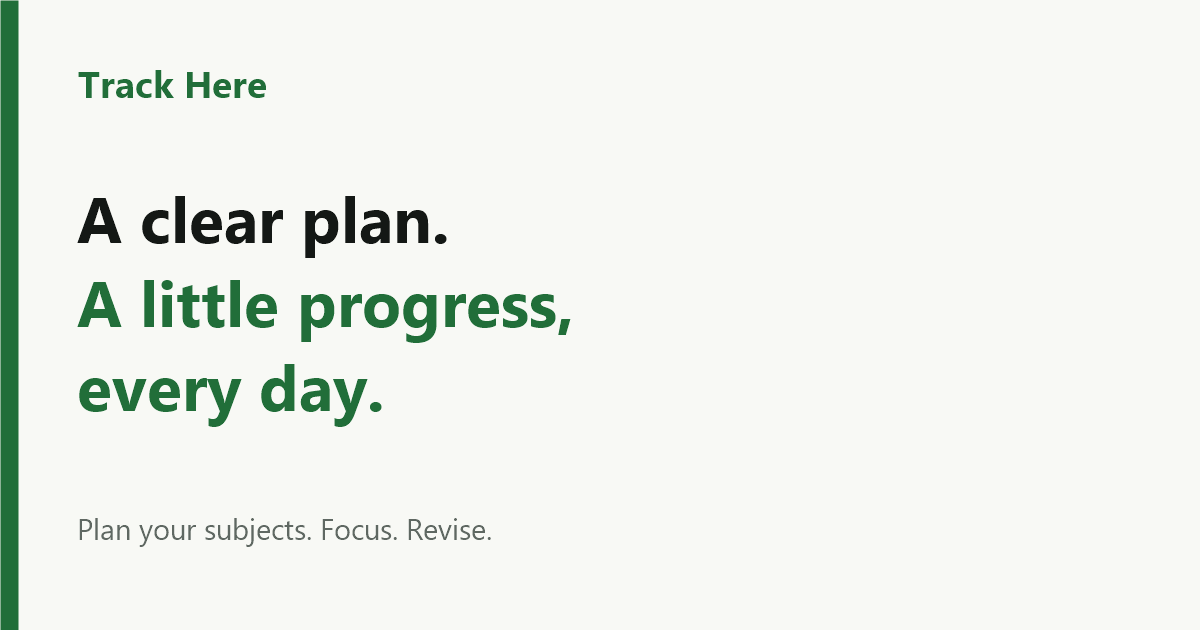 Track Here
A clear plan.
A little progress,
every day.
Plan your subjects. Focus. Revise.